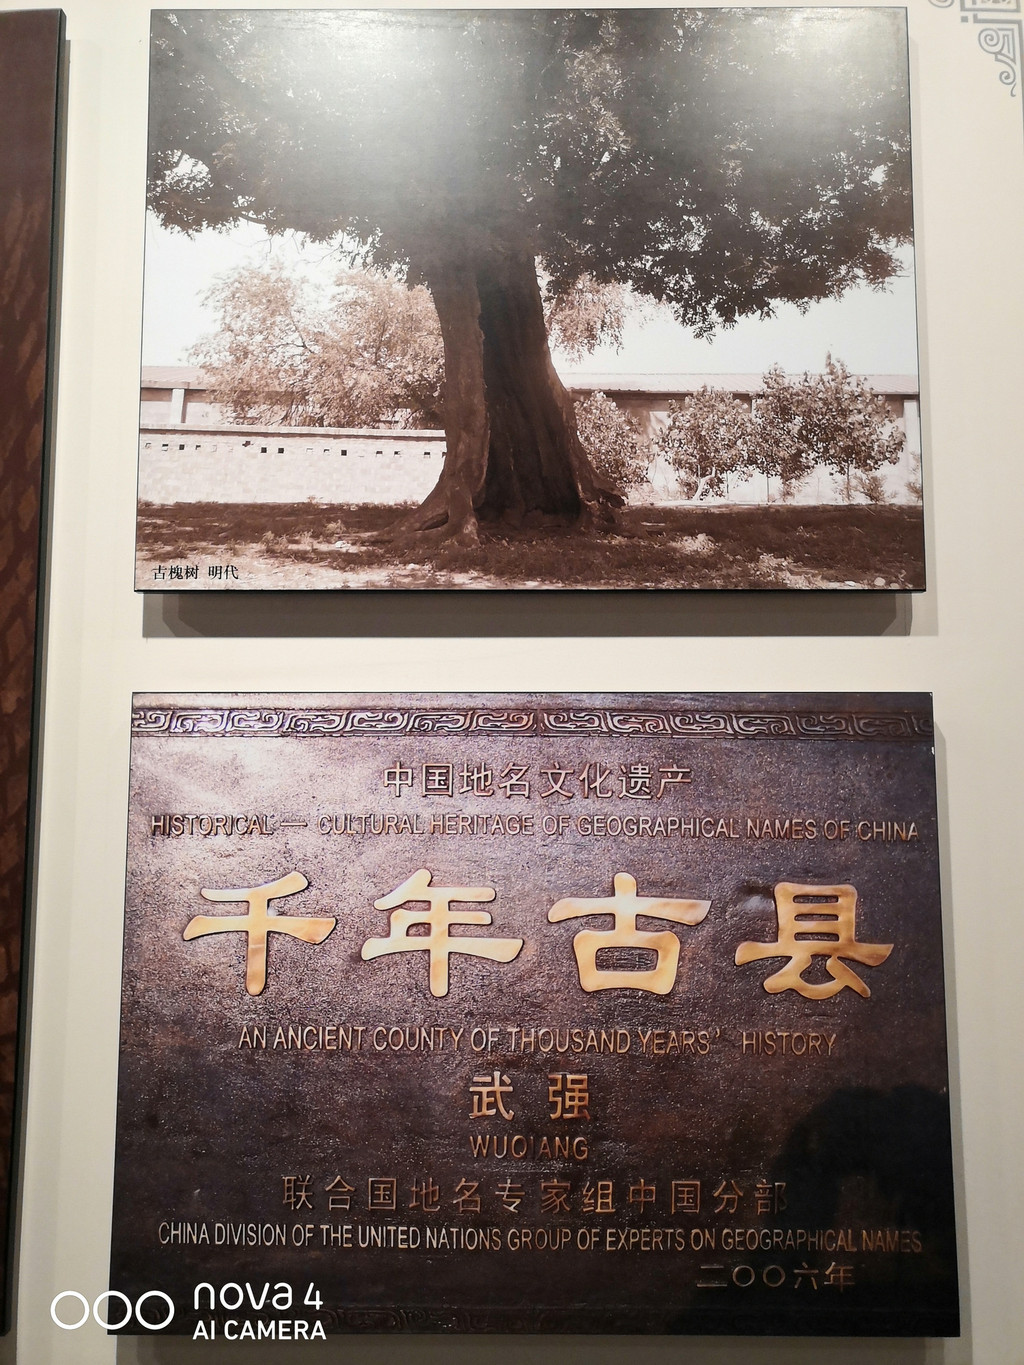 古槐树 明代
中国地名文化遗产
HISTORICAL — CULTURAL HERITAGE OF GEOGRAPHICAL NAMES OF CHINA
千年古县
AN ANCIENT COUNTY OF THOUSAND YEARS' HISTORY
武强
WUQIANG
联合国地名专家组中国分部
CHINA DIVISION OF THE UNITED NATIONS GROUP OF EXPERTS ON GEOGRAPHICAL NAMES
二〇〇六年
nova 4
AI CAMERA